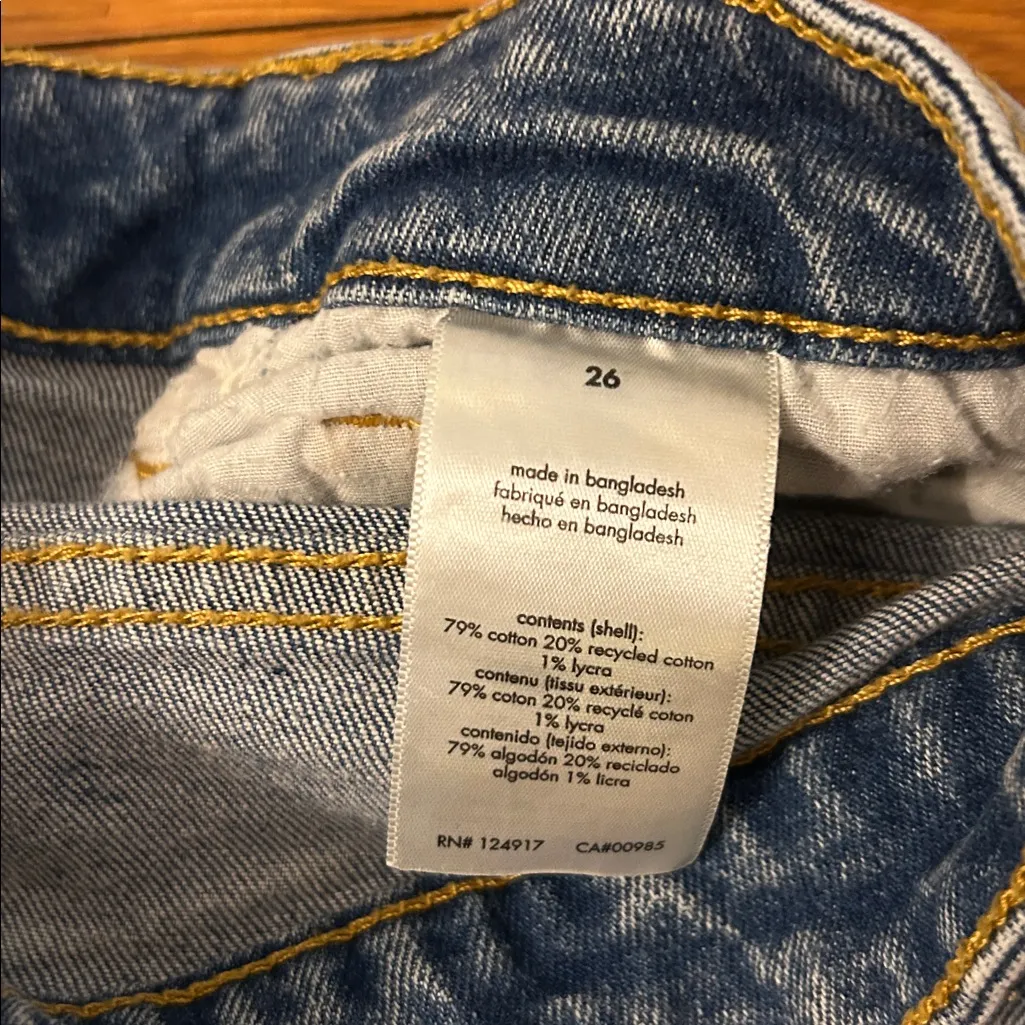 26
made in bangladesh
fabriqué en bangladesh
hecho en bangladesh
contents (shell):
79% cotton 20% recycled cotton
1% lycra
contenu (tissu extérieur):
79% coton 20% recyclé coton
1% lycra
contenido (tejido externo):
79% algodón 20% reciclado
algodón 1% licra
RN# 124917 CA#00985